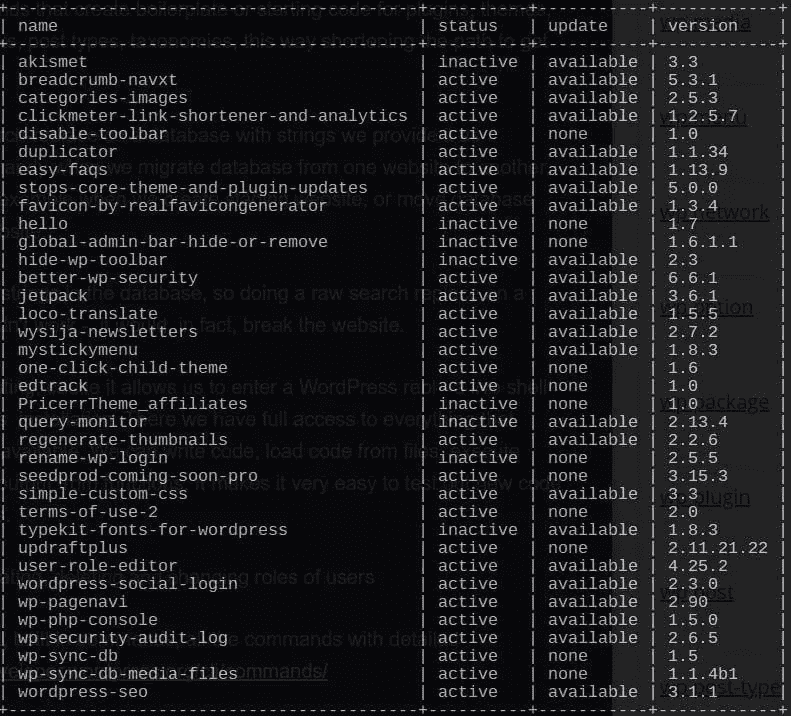 +----------------------------------------+----------+-----------+------------+
| name | status | update | version |
+----------------------------------------+----------+-----------+------------+
| akismet | inactive | available | 3.3 |
| breadcrumb-navxt | active | available | 5.3.1 |
| categories-images | active | available | 2.5.3 |
| clickmeter-link-shortener-and-analytics | active | available | 1.2.5.7 |
| disable-toolbar | active | none | 1.0 |
| duplicator | active | available | 1.1.34 |
| easy-faqs | active | available | 1.13.9 |
| stops-core-theme-and-plugin-updates | active | available | 5.0.0 |
| favicon-by-realfavicongenerator | active | available | 1.3.4 |
| hello | inactive | none | 1.7 |
| global-admin-bar-hide-or-remove | inactive | none | 1.6.1.1 |
| hide-wp-toolbar | inactive | available | 2.3 |
| better-wp-security | active | available | 6.6.1 |
| jetpack | active | available | 3.6.1 |
| loco-translate | active | available | 1.5.5 |
| wysija-newsletters | active | available | 2.7.2 |
| mystickymenu | active | available | 1.8.3 |
| one-click-child-theme | active | none | 1.6 |
| edtrack | active | none | 1.0 |
| PricerrTheme_affiliates | inactive | none | 1.0 |
| query-monitor | inactive | available | 2.13.4 |
| regenerate-thumbnails | active | available | 2.2.6 |
| rename-wp-login | inactive | none | 2.5.5 |
| seedprod-coming-soon-pro | active | none | 3.15.3 |
| simple-custom-css | active | available | 3.3 |
| terms-of-use-2 | active | none | 2.0 |
| typekit-fonts-for-wordpress | inactive | available | 1.8.3 |
| updraftplus | active | none | 2.11.21.22 |
| user-role-editor | active | available | 4.25.2 |
| wordpress-social-login | active | available | 2.3.0 |
| wp-pagenavi | active | available | 2.90 |
| wp-php-console | active | available | 1.5.0 |
| wp-security-audit-log | active | available | 2.6.5 |
| wp-sync-db | active | none | 1.5 |
| wp-sync-db-media-files | active | none | 1.1.4b1 |
| wordpress-seo | active | available | 3.1.1 |
+----------------------------------------+----------+-----------+------------+